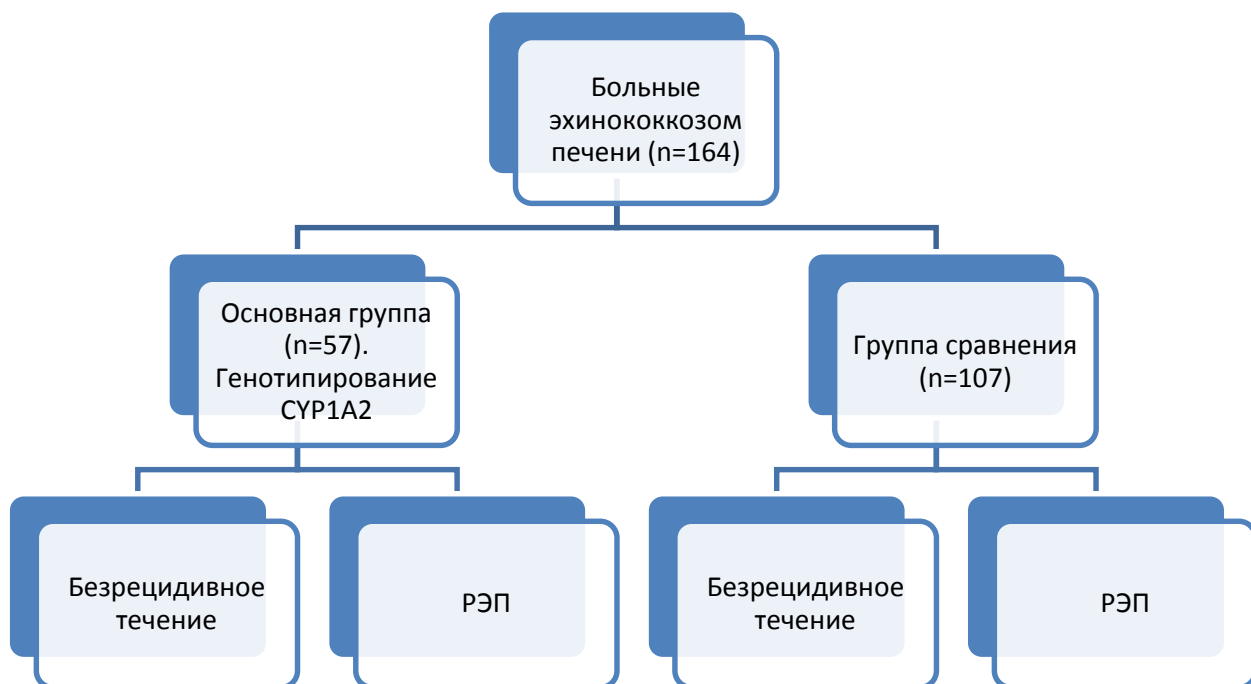 Больные
эхинококкозом
печени (n=164)
Основная группа
(n=57).
Генотипирование
CYP1A2
Группа сравнения
(n=107)
Безрецидивное
течение
РЭП
Безрецидивное
течение
РЭП